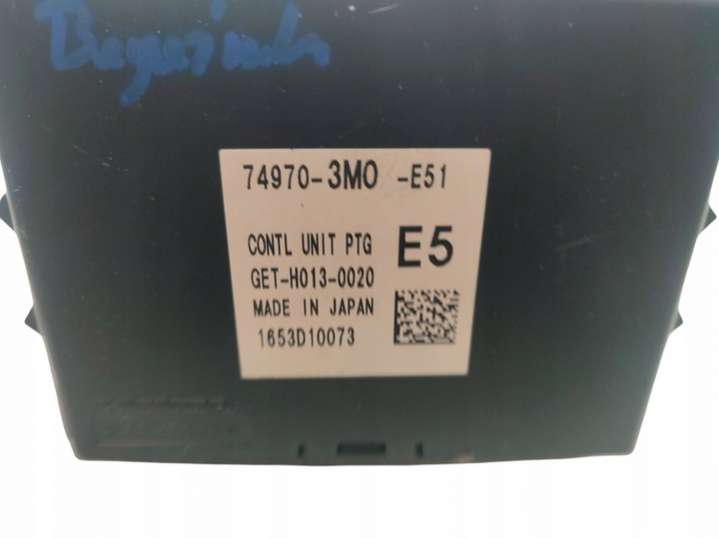 74970-3M0 -E51
CONTL UNIT PTG E5
GET-H013-0020
MADE IN JAPAN
1653D10073